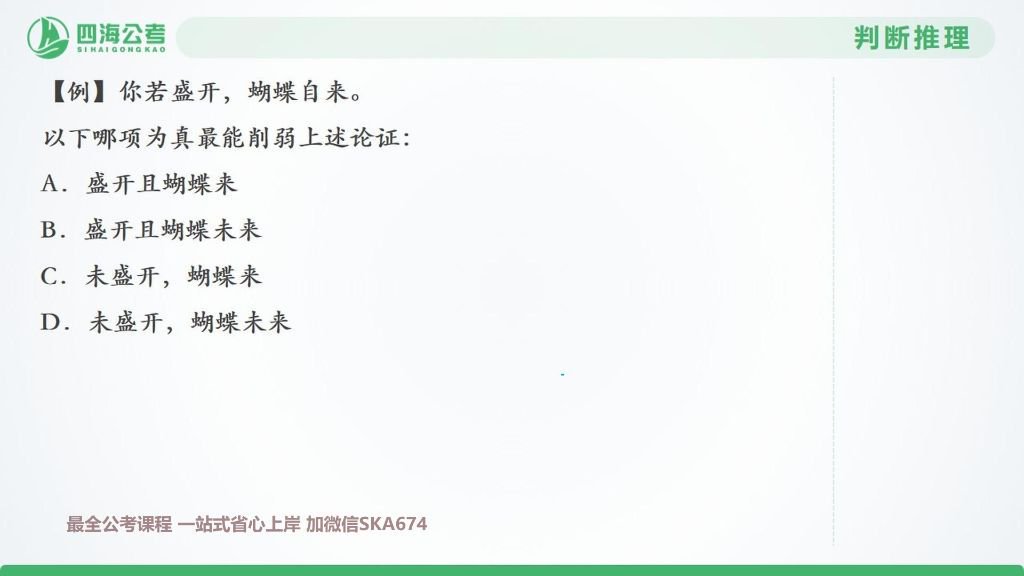 四海公考
SIHAIGONGKAO
判断推理
【例】你若盛开，蝴蝶自来。
以下哪项为真最能削弱上述论证：
A．盛开且蝴蝶来
B．盛开且蝴蝶未来
C．未盛开，蝴蝶来
D．未盛开，蝴蝶未来
最全公考课程 一站式省心上岸 加微信SKA674